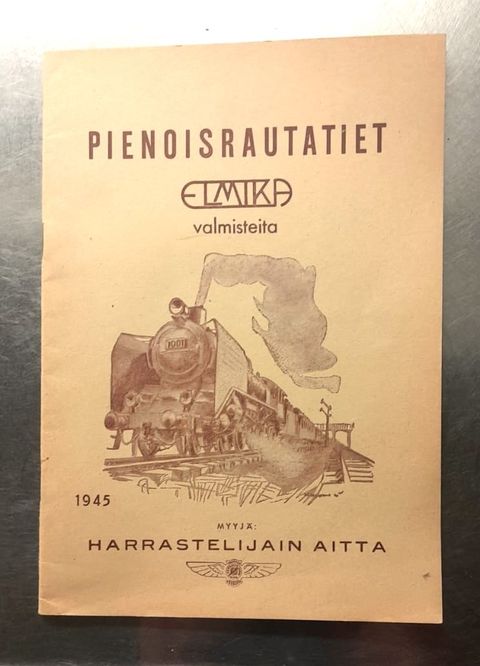 PIENOISRAUTATIET
ELMIKA
valmisteita
1001
1945
MYYJÄ:
HARRASTELIJAIN AITTA